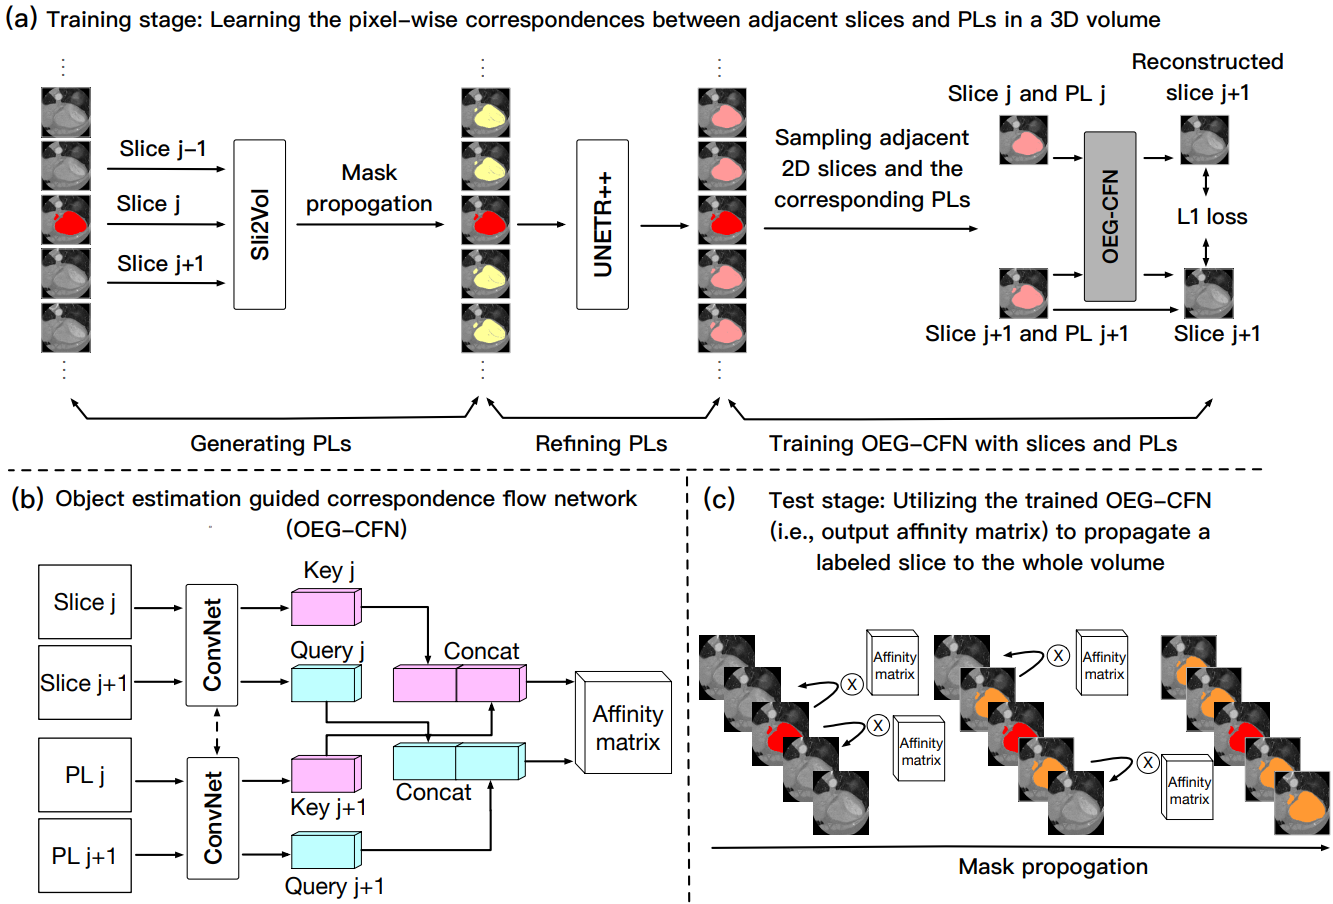 (a) Training stage: Learning the pixel-wise correspondences between adjacent slices and PLs in a 3D volume
Slice j-1
Slice j
Slice j+1
Sli2Vol
Mask
propogation
UNETR++
Sampling adjacent
2D slices and the
corresponding PLs
Slice j and PL j
Reconstructed
slice j+1
OEG-CFN
L1 loss
Slice j+1 and PL j+1
Slice j+1
Generating PLs
Refining PLs
Training OEG-CFN with slices and PLs
(b) Object estimation guided correspondence flow network
(OEG-CFN)
Slice j
Slice j+1
PL j
PL j+1
ConvNet
ConvNet
Key j
Query j
Key j+1
Query j+1
Concat
Concat
Affinity
matrix
(c) Test stage: Utilizing the trained OEG-CFN
(i.e., output affinity matrix) to propagate a
labeled slice to the whole volume
X
Affinity
matrix
X
Affinity
matrix
X
Affinity
matrix
X
Affinity
matrix
Mask propogation